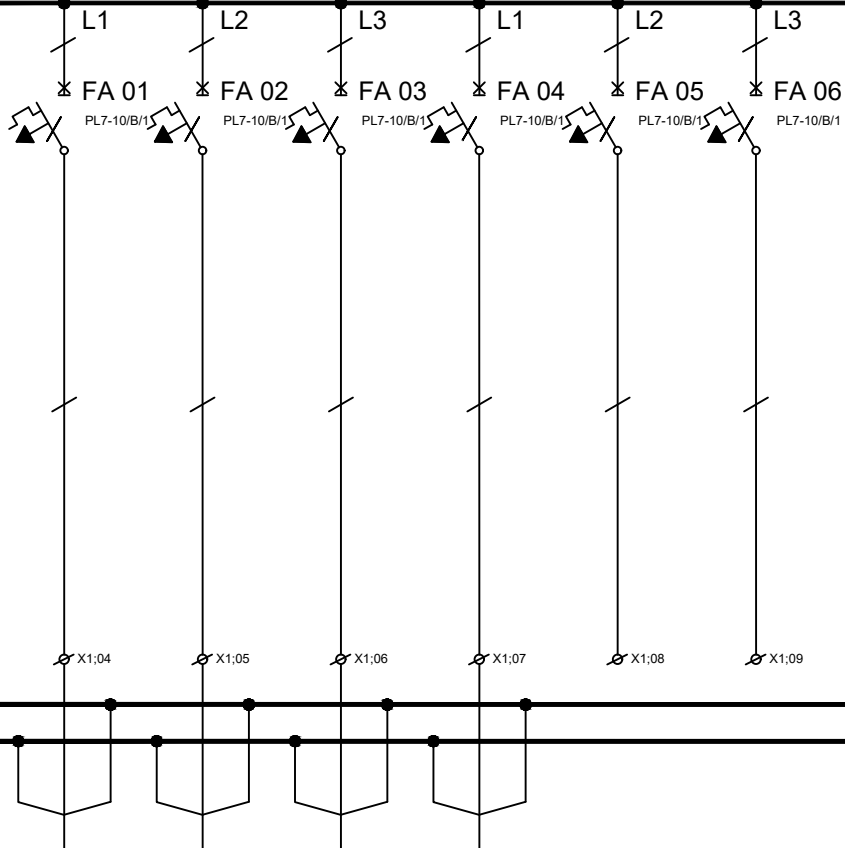 L1 L2 L3 L1 L2 L3
FA 01 FA 02 FA 03 FA 04 FA 05 FA 06
PL7-10/B/1 PL7-10/B/1 PL7-10/B/1 PL7-10/B/1 PL7-10/B/1 PL7-10/B/1
X1;04 X1;05 X1;06 X1;07 X1;08 X1;09